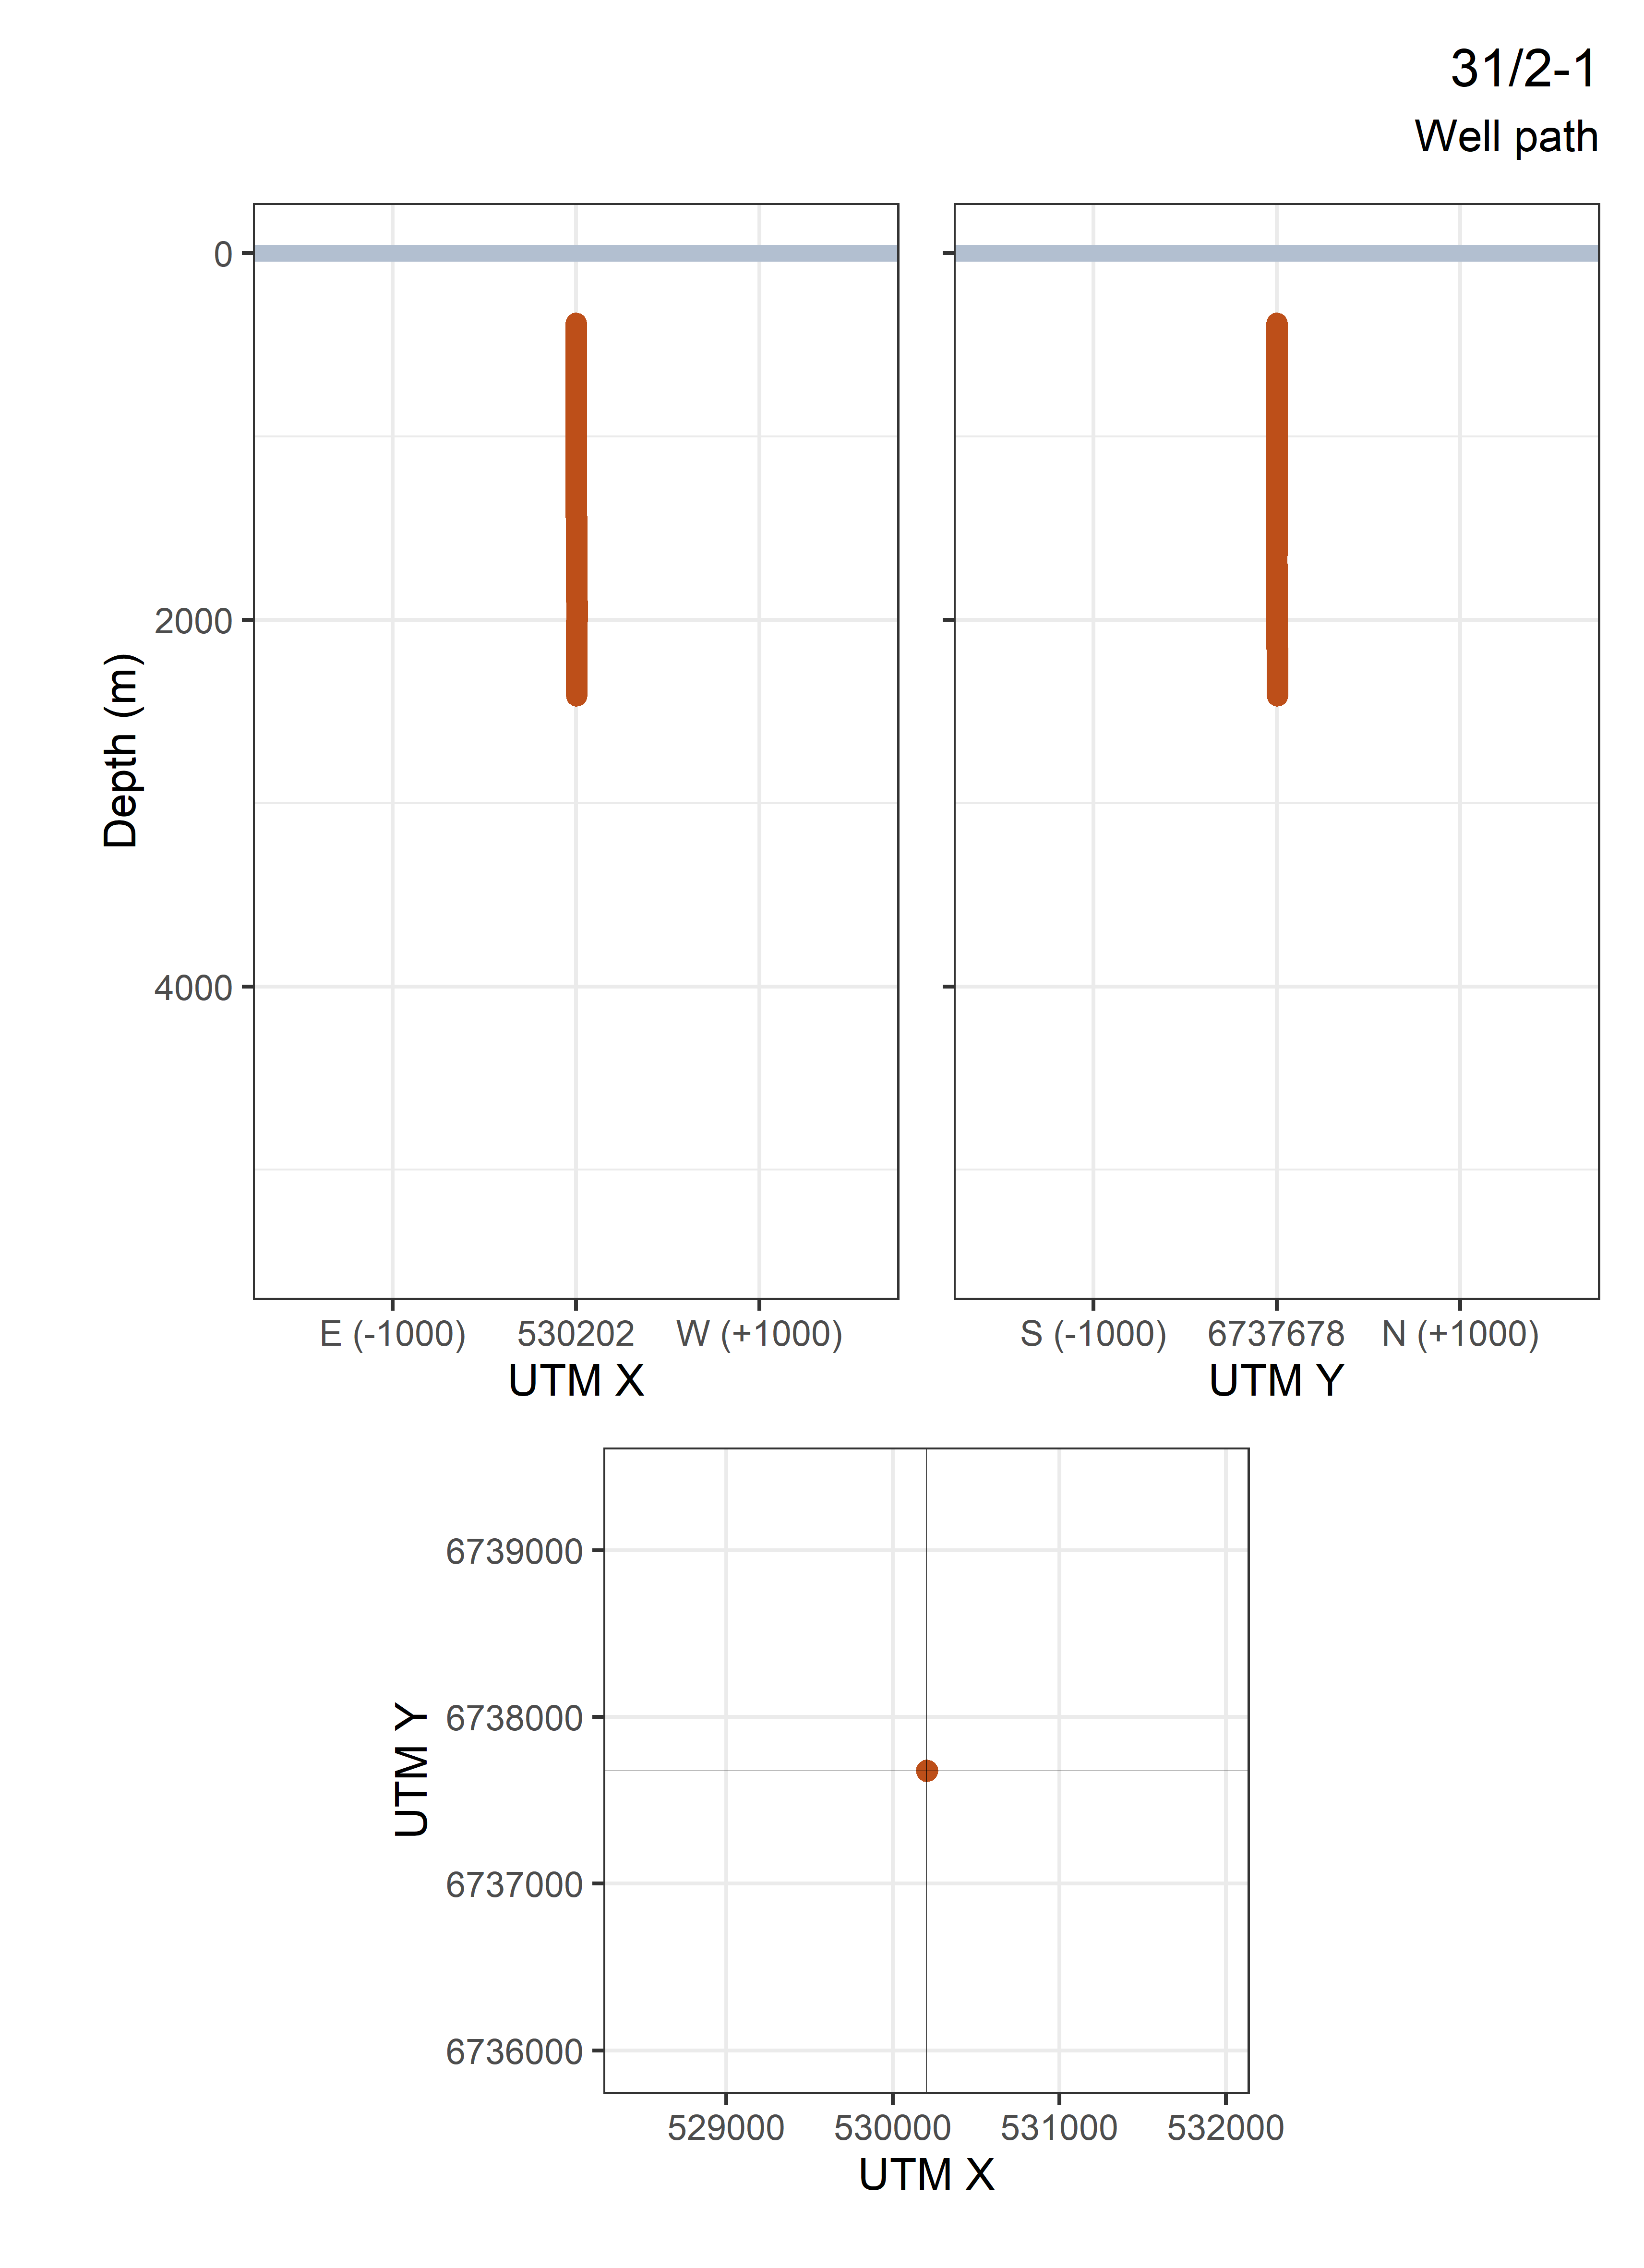 31/2-1
Well path
Depth (m)
0
2000
4000
E (-1000) 530202 W (+1000)
UTM X
S (-1000) 6737678 N (+1000)
UTM Y
UTM Y
6739000
6738000
6737000
6736000
529000 530000 531000 532000
UTM X